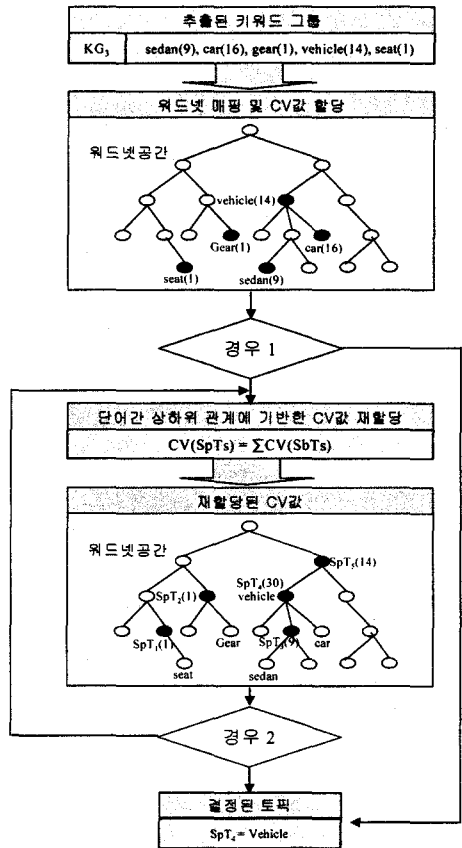 추출된 키워드 그룹
KG₃ sedan(9), car(16), gear(1), vehicle(14), seat(1)
워드넷 매핑 및 CV값 할당
워드넷공간
vehicle(14)
Gear(1)
car(16)
seat(1)
sedan(9)
경우 1
단어간 상하위 관계에 기반한 CV값 재할당
CV(SpTs) = ∑CV(SbTs)
재할당된 CV값
워드넷공간
SpT₅(14)
SpT₄(30)
SpT₂(1)
vehicle
SpT₁(1)
Gear
SpT₃(9)
car
seat
sedan
경우 2
결정된 토픽
SpT₄ = Vehicle